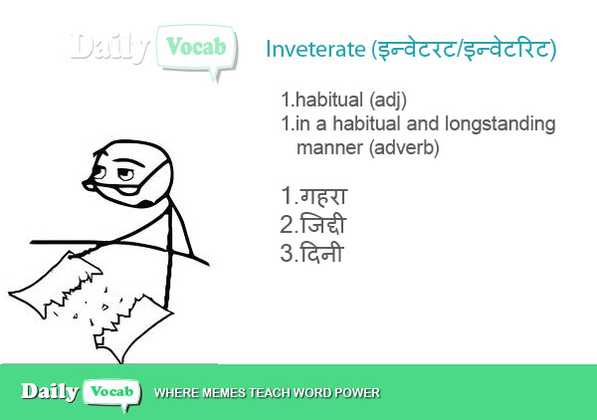 Daily Vocab
Inveterate (इन्वेटरट/इन्वेटरिट)
1.habitual (adj)
1.in a habitual and longstanding
manner (adverb)
1.गहरा
2.जिद्दी
3.दिनी
Daily Vocab WHERE MEMES TEACH WORD POWER